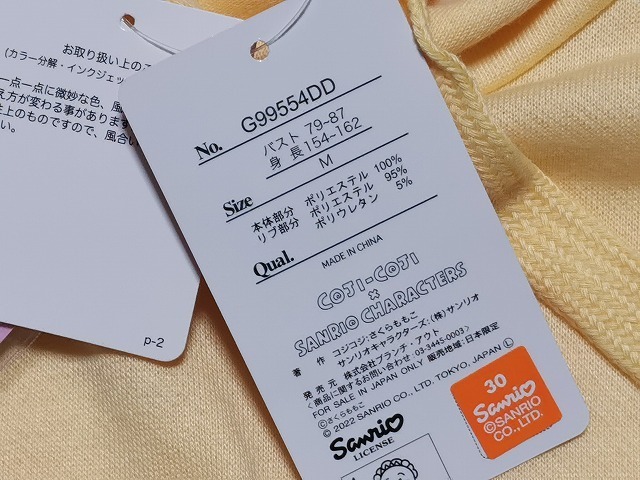 お取り扱い上のご
(カラー分解・インクジェッ
一点一点に微妙な色、風
え方が変わる事があります
上のものですので、風合い
い。
p-2
No. G99554DD
バスト 79-87
身 長 154-162
Size M
本体部分 ポリエステル 100%
リブ部分 ポリエステル 95%
ポリウレタン 5%
Qual.
MADE IN CHINA
COJI-COJI
×
SANRIO CHARACTERS
著 作 コジコジ:さくらももこ
サンリオキャラクターズ:(株)サンリオ
発 売 元 株式会社ブランチ・アウト
<商品に関するお問い合わせ:03-3445-0003>
FOR SALE IN JAPAN ONLY 販売地域:日本限定
©さくらももこ
© 2022 SANRIO CO., LTD. TOKYO, JAPAN Ⓛ
Sanrio
LICENSE
30
Sanrio
©SANRIO
CO., LTD.